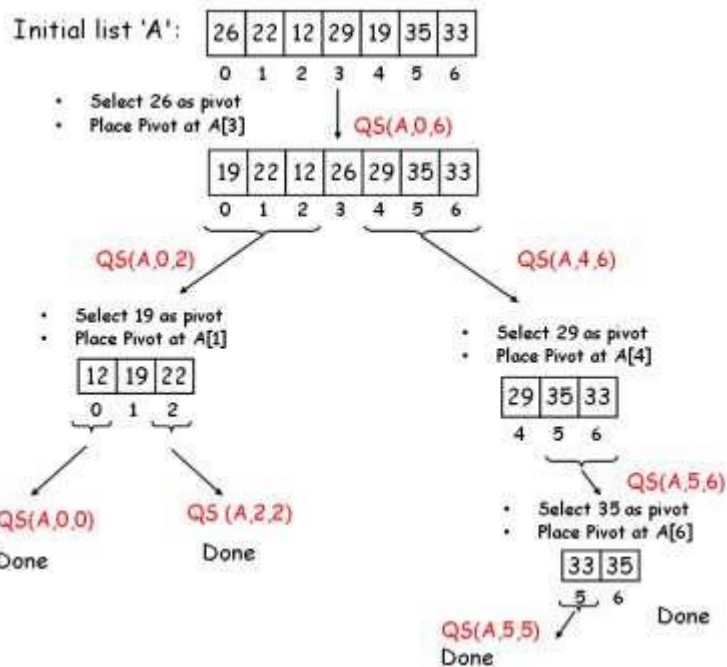 Initial list 'A':
26 22 12 29 19 35 33
0 1 2 3 4 5 6
• Select 26 as pivot
• Place Pivot at A[3]
QS(A,0,6)
19 22 12 26 29 35 33
0 1 2 3 4 5 6
QS(A,0,2)
QS(A,4,6)
• Select 19 as pivot
• Place Pivot at A[1]
12 19 22
0 1 2
• Select 29 as pivot
• Place Pivot at A[4]
29 35 33
4 5 6
QS(A,0,0)
Done
QS (A,2,2)
Done
QS(A,5,6)
• Select 35 as pivot
• Place Pivot at A[6]
33 35
5 6
Done
QS(A,5,5)
Done